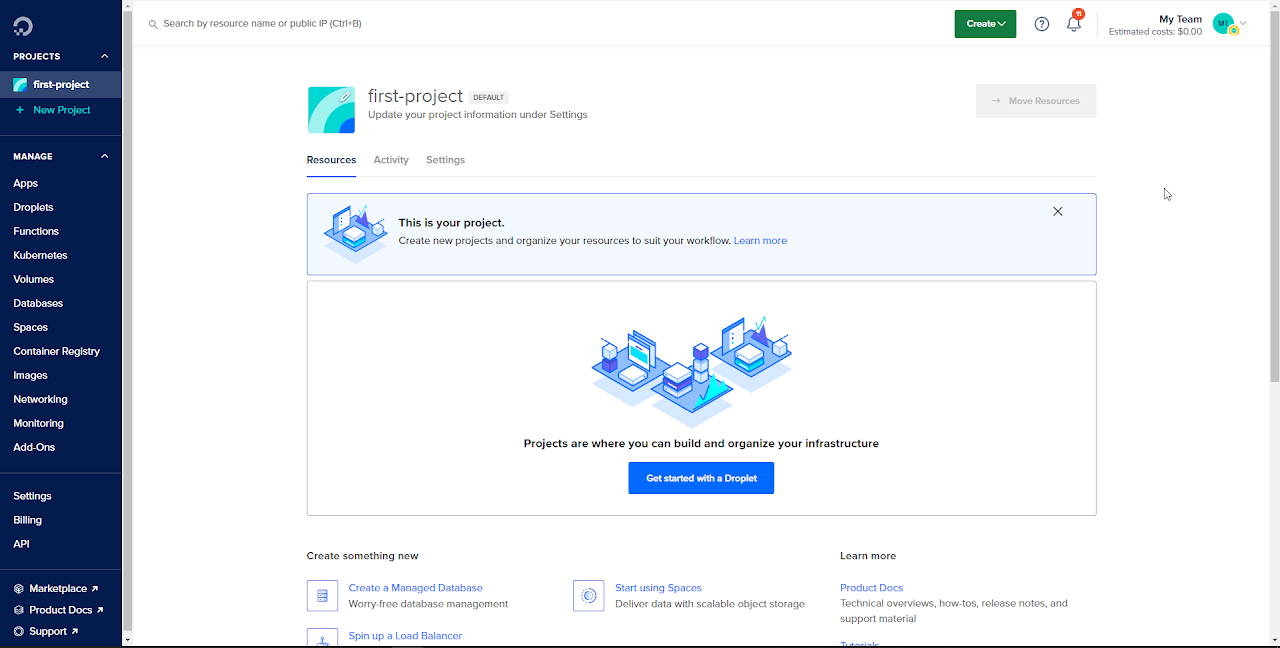 Search by resource name or public IP (Ctrl+B)
Create
11
My Team
Estimated costs: $0.00
MT
PROJECTS
first-project
New Project
MANAGE
Apps
Droplets
Functions
Kubernetes
Volumes
Databases
Spaces
Container Registry
Images
Networking
Monitoring
Add-Ons
Settings
Billing
API
Marketplace
Product Docs
Support
first-project DEFAULT
Update your project information under Settings
Move Resources
Resources Activity Settings
This is your project.
Create new projects and organize your resources to suit your workflow. Learn more
Projects are where you can build and organize your infrastructure
Get started with a Droplet
Create something new
Create a Managed Database
Worry-free database management
Spin up a Load Balancer
Start using Spaces
Deliver data with scalable object storage
Learn more
Product Docs
Technical overviews, how-tos, release notes, and
support material
Tutorials